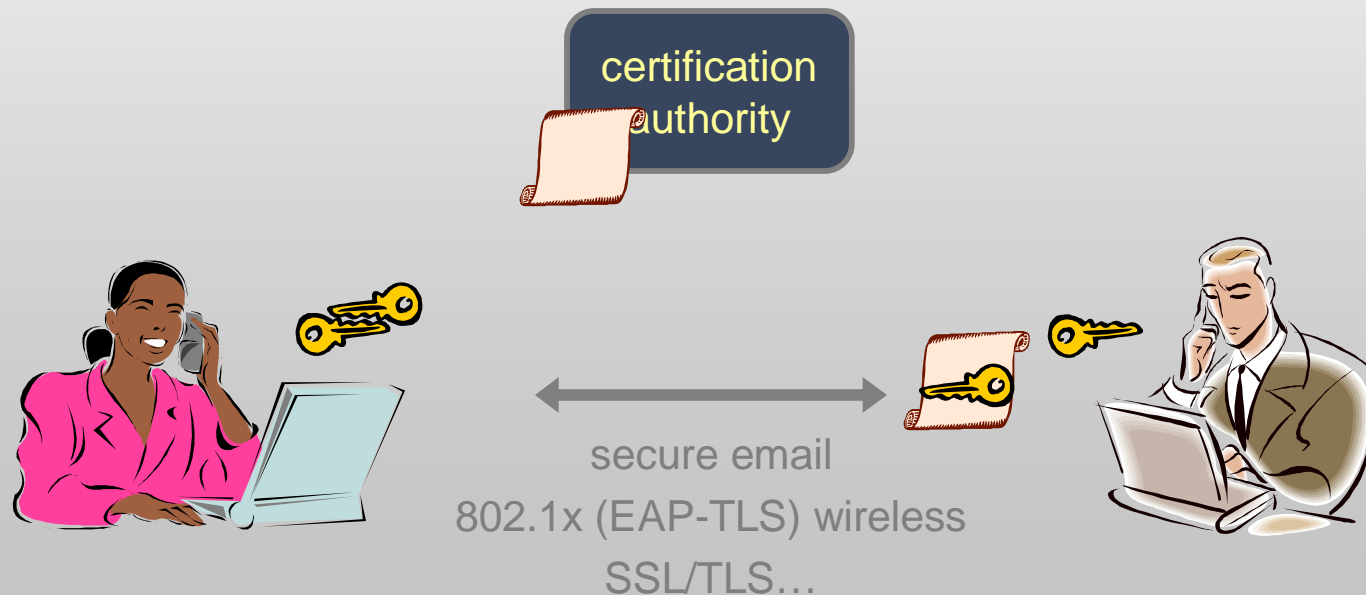 certification
authority
secure email
802.1x (EAP-TLS) wireless
SSL/TLS…